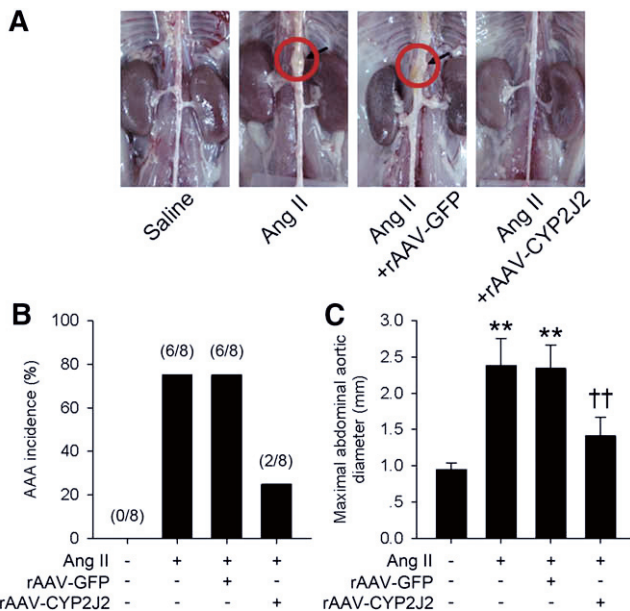 A
Saline
Ang II
Ang II
+rAAV-GFP
Ang II
+rAAV-CYP2J2
B
AAA incidence (%)
100
80
60
40
20
0
(0/8)
(6/8)
(6/8)
(2/8)
Ang II - + + +
rAAV-GFP - - + -
rAAV-CYP2J2 - - - +
C
Maximal abdominal aortic
diameter (mm)
3.0
2.5
2.0
1.5
1.0
.5
0
**
**
††
Ang II - + + +
rAAV-GFP - - + -
rAAV-CYP2J2 - - - +